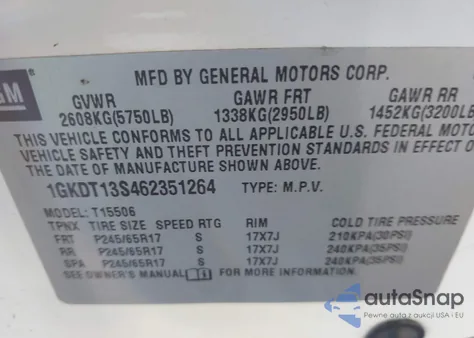 GM ®
MFD BY GENERAL MOTORS CORP.
GVWR GAWR FRT GAWR RR
2608KG(5750LB) 1338KG(2950LB) 1452KG(3200LB
THIS VEHICLE CONFORMS TO ALL APPLICABLE U.S. FEDERAL MOTOR
VEHICLE SAFETY AND THEFT PREVENTION STANDARDS IN EFFECT O
THE DATE OF MANUFACTURE SHOWN ABOVE.
1GKDT13S462351264 TYPE: M.P.V.
MODEL: T15506
TPNX TIRE SIZE SPEED RTG RIM COLD TIRE PRESSURE
FRT P245/65R17 S 17X7J 210KPA(30PSI)
RR P245/65R17 S 17X7J 240KPA(35PSI)
SPA P245/65R17 S 17X7J 240KPA(35PSI)
SEE OWNER'S MANUAL FOR MORE INFORMATION.
autaSnap
Pewne auta z aukcji USA i EU